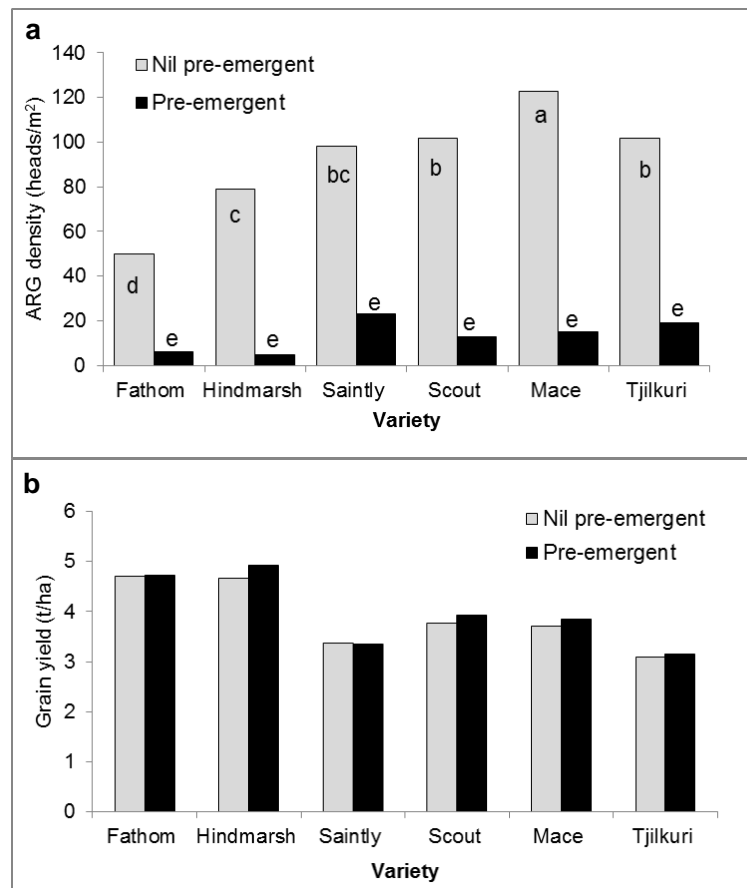 a
140
120
100
80
60
40
20
0
ARG density (heads/m²)
Nil pre-emergent
Pre-emergent
d e c e bc e b e a e b e
Fathom Hindmarsh Saintly Scout Mace Tjilkuri
Variety
b
6
5
4
3
2
1
0
Grain yield (t/ha)
Nil pre-emergent
Pre-emergent
Fathom Hindmarsh Saintly Scout Mace Tjilkuri
Variety